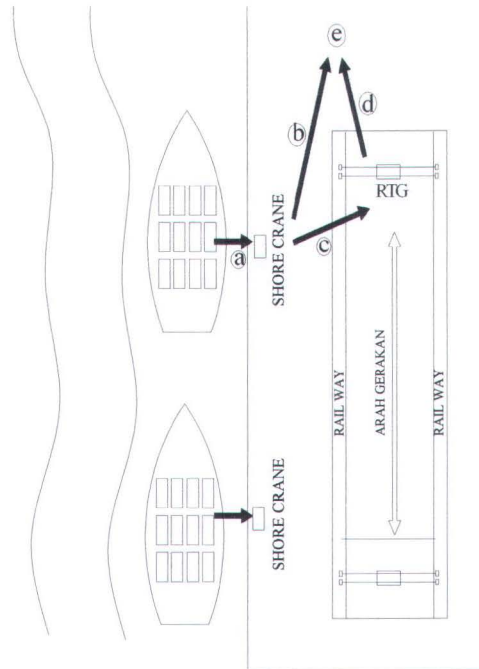 ⓔ
ⓓ
ⓑ
RTG
ⓒ
ⓐ
SHORE CRANE
RAIL WAY
ARAH GERAKAN
RAIL WAY
SHORE CRANE